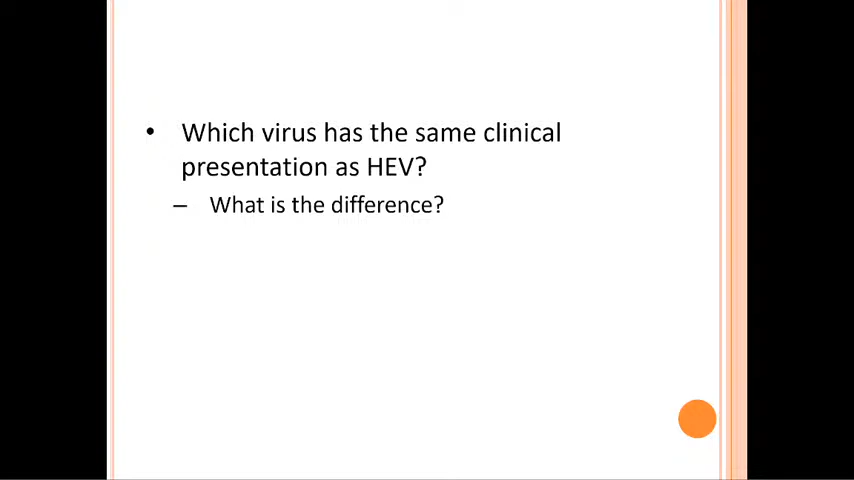 • Which virus has the same clinical
presentation as HEV?
– What is the difference?